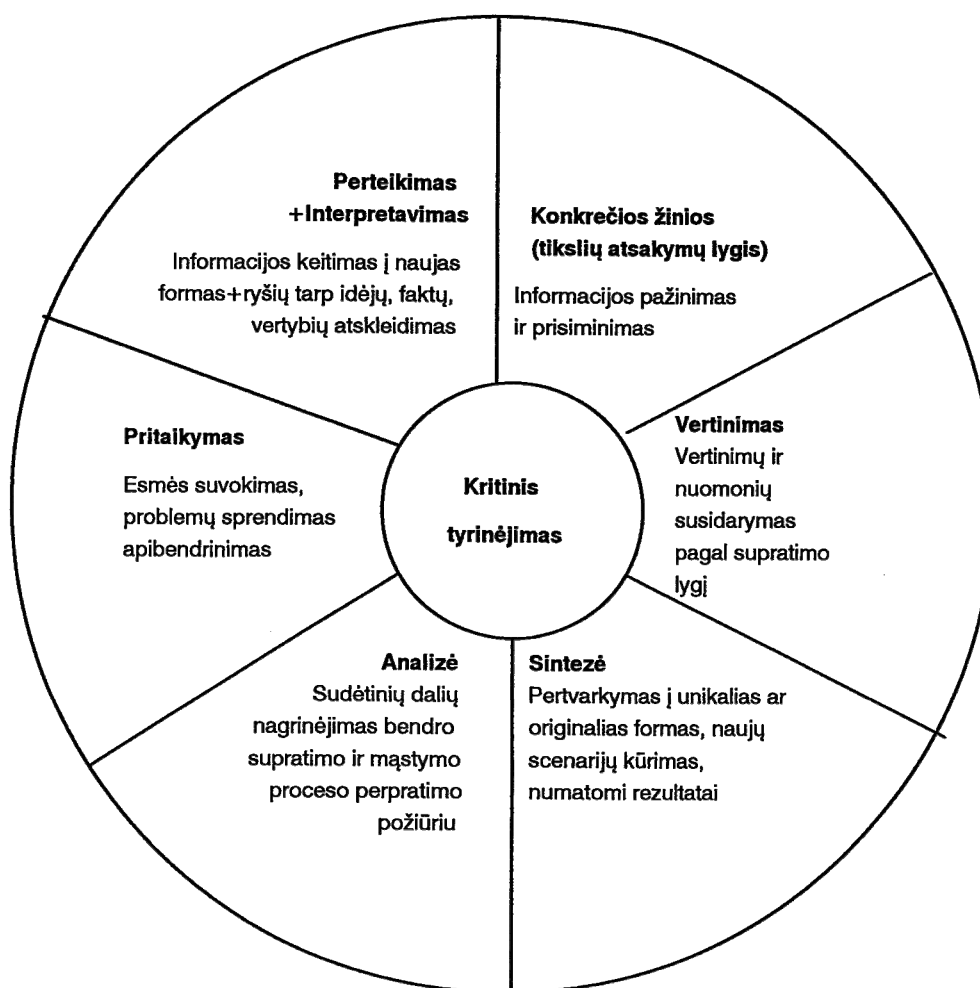 Perteikimas
+Interpretavimas
Informacijos keitimas į naujas
formas+ryšių tarp idėjų, faktų,
vertybių atskleidimas
Konkrečios žinios
(tikslių atsakymų lygis)
Informacijos pažinimas
ir prisiminimas
Pritaikymas
Esmės suvokimas,
problemų sprendimas
apibendrinimas
Kritinis
tyrinėjimas
Vertinimas
Vertinimų ir
nuomonių
susidarymas
pagal supratimo
lygį
Analizė
Sudėtinių dalių
nagrinėjimas bendro
supratimo ir mąstymo
proceso perpratimo
požiūriu
Sintezė
Pertvarkymas į unikalias ar
originalias formas, naujų
scenarijų kūrimas,
numatomi rezultatai